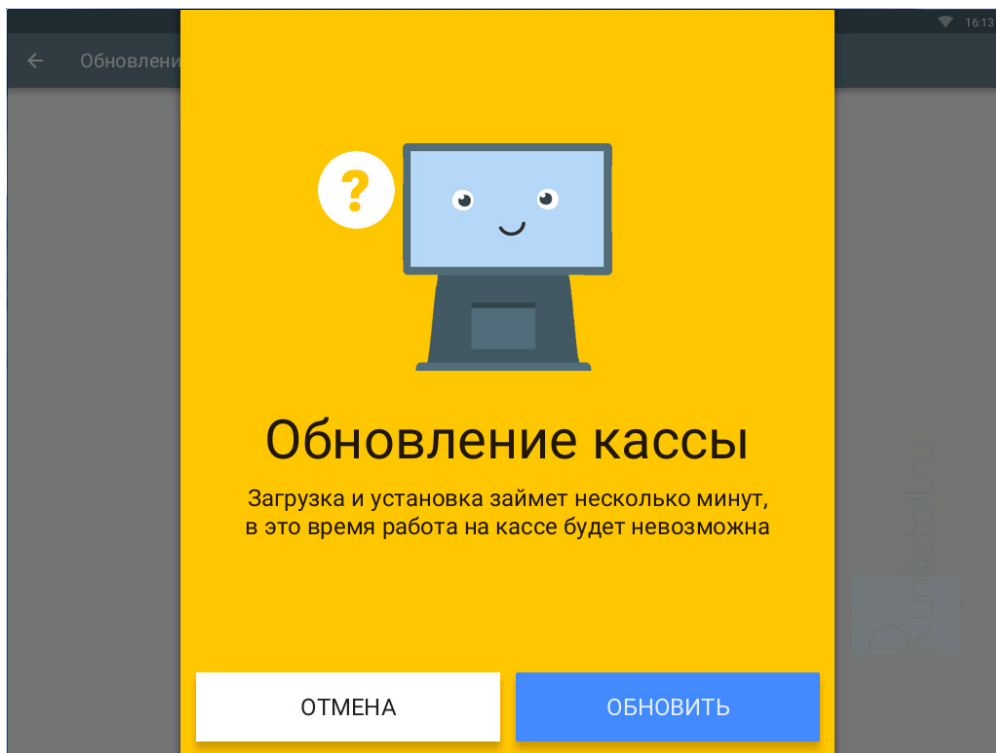 16:13
Обновлени
?
Обновление кассы
Загрузка и установка займет несколько минут,
в это время работа на кассе будет невозможна
RunRetail.ru
ОТМЕНА
ОБНОВИТЬ